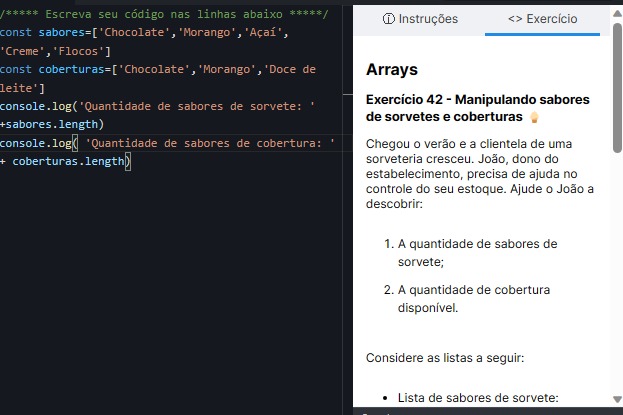 /***** Escreva seu código nas linhas abaixo *****/
const sabores=['Chocolate','Morango','Açaí',
'Creme','Flocos']
const coberturas=['Chocolate','Morango','Doce de
leite']
console.log('Quantidade de sabores de sorvete: '
+sabores.length)
console.log( 'Quantidade de sabores de cobertura: '
+ coberturas.length)
Instruções
<> Exercício
Arrays
Exercício 42 - Manipulando sabores
de sorvetes e coberturas 🍦
Chegou o verão e a clientela de uma
sorveteria cresceu. João, dono do
estabelecimento, precisa de ajuda no
controle do seu estoque. Ajude o João a
descobrir:
1. A quantidade de sabores de
sorvete;
2. A quantidade de cobertura
disponível.
Considere as listas a seguir:
• Lista de sabores de sorvete: